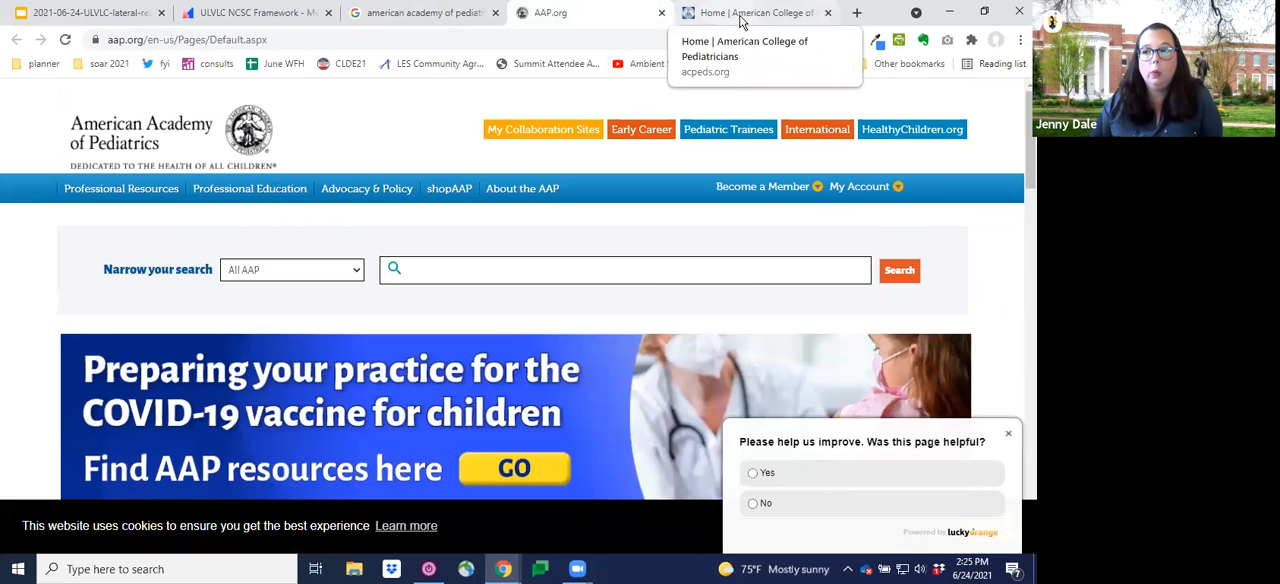 2021-06-24-ULVLC-lateral-re
ULVLC NCSC Framework - M
american academy of pediatri
AAP.org
Home | American College of
aap.org/en-us/Pages/Default.aspx
Home | American College of
Pediatricians
acpeds.org
planner
soar 2021
fyi
consults
June WFH
CLDE21
LES Community Agr...
Summit Attendee A...
Ambient
Other bookmarks
Reading list
Jenny Dale
American Academy
of Pediatrics
DEDICATED TO THE HEALTH OF ALL CHILDREN®
My Collaboration Sites
Early Career
Pediatric Trainees
International
HealthyChildren.org
Professional Resources
Professional Education
Advocacy & Policy
shopAAP
About the AAP
Become a Member
My Account
Narrow your search
All AAP
Search
Preparing your practice for the
COVID-19 vaccine for children
Find AAP resources here
GO
Please help us improve. Was this page helpful?
Yes
No
Powered by luckyorange
This website uses cookies to ensure you get the best experience Learn more
Type here to search
75°F Mostly sunny
2:25 PM
6/24/2021
7